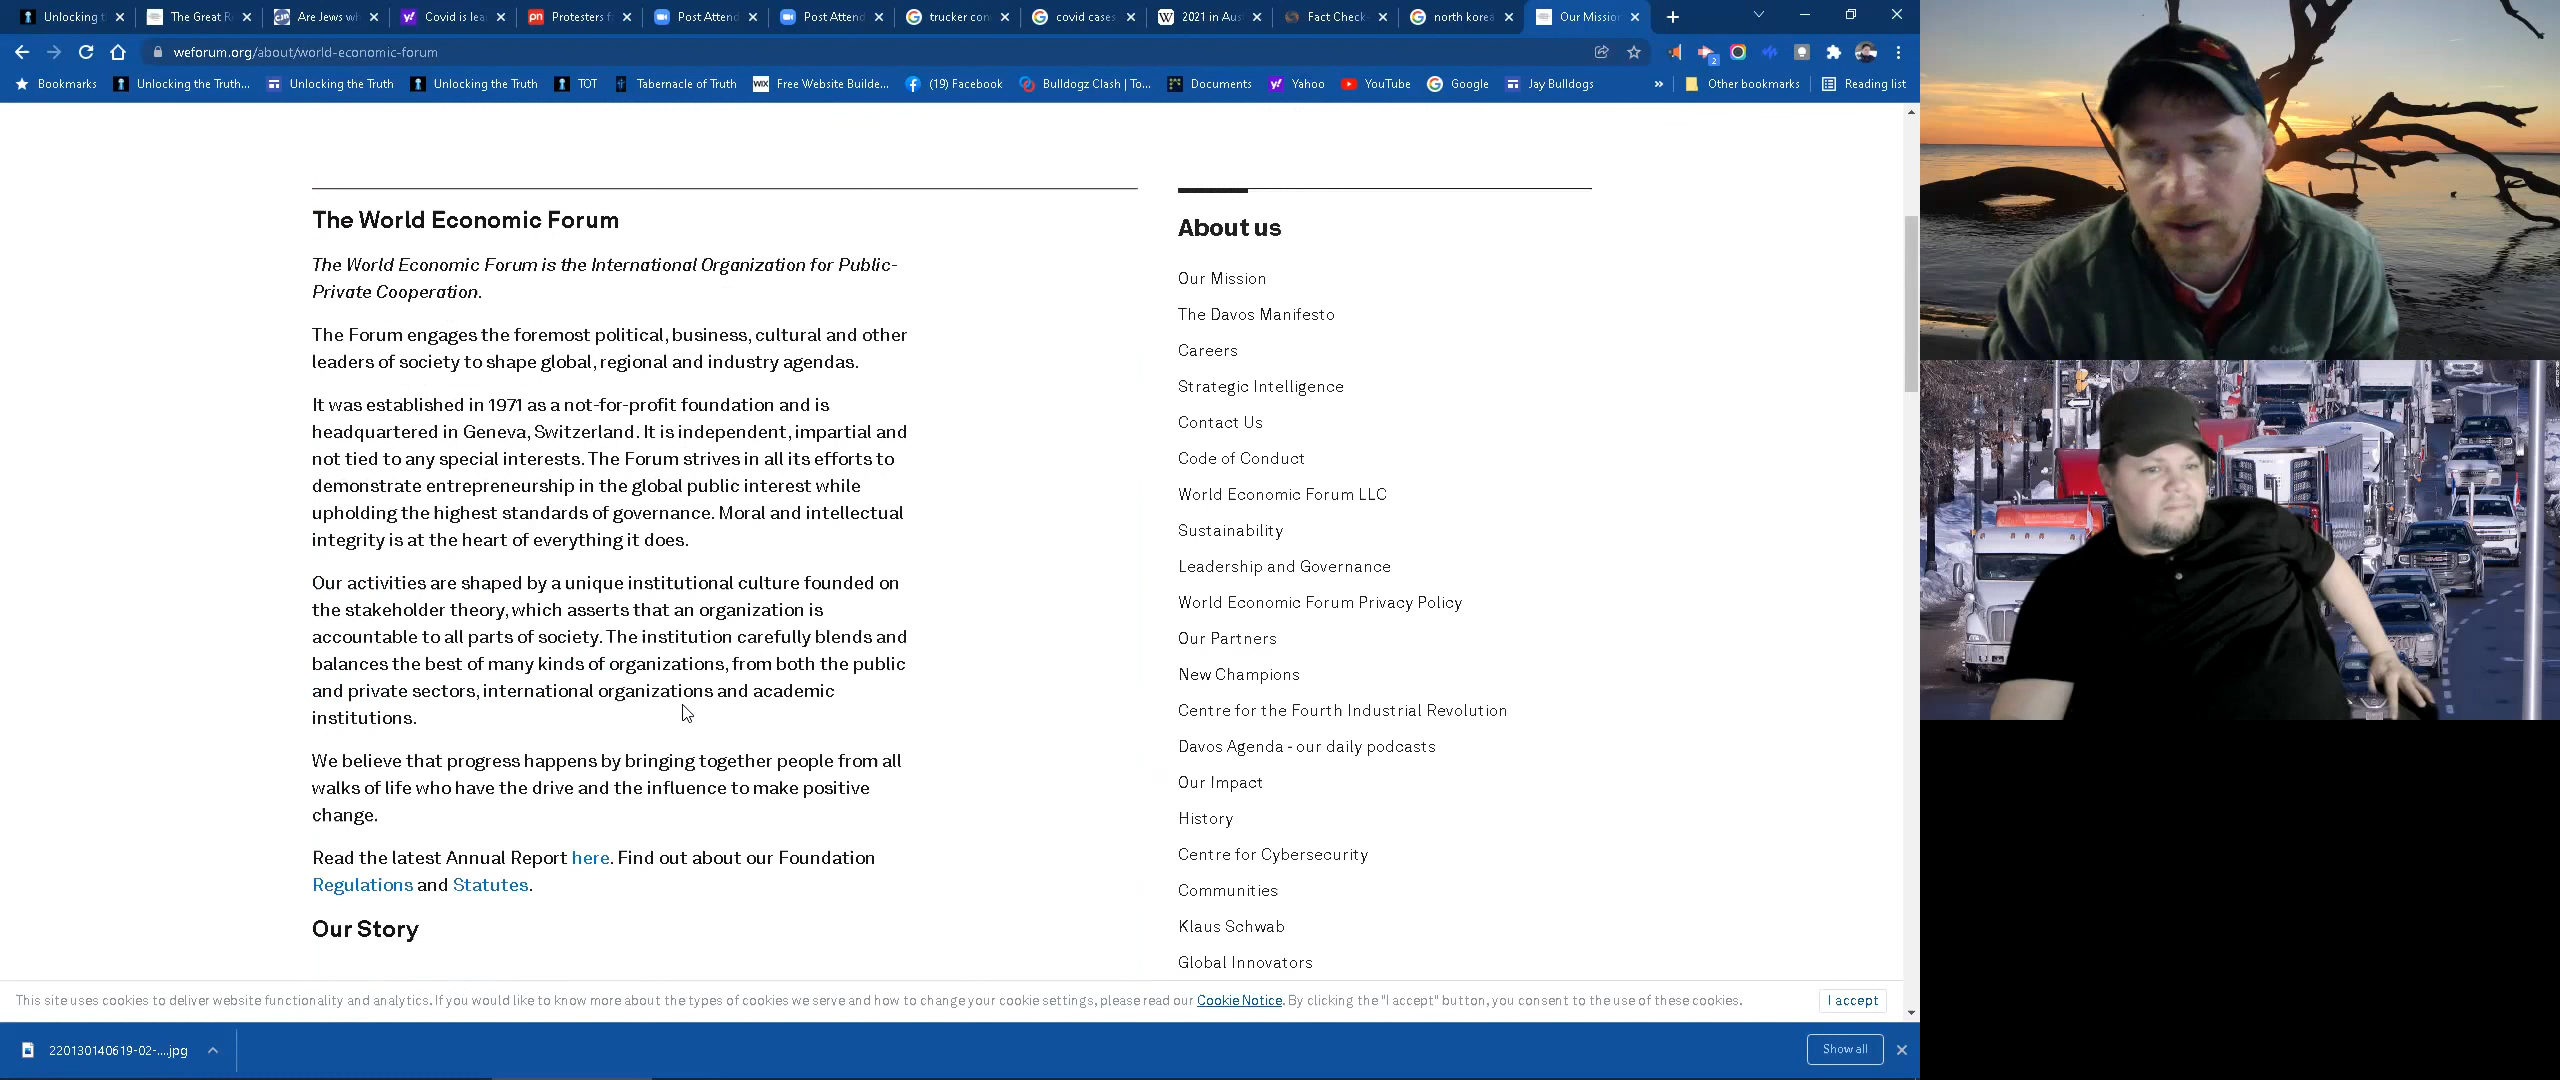 Unlocking t
The Great R
Are Jews wh
Covid is lea
Protesters f
Post Attend
Post Attend
trucker con
covid cases
2021 in Aus
Fact Check
north korea
Our Mission
weforum.org/about/world-economic-forum
Bookmarks
Unlocking the Truth...
Unlocking the Truth
Unlocking the Truth
TOT
Tabernacle of Truth
Free Website Builde...
(19) Facebook
Bulldogz Clash | To...
Documents
Yahoo
YouTube
Google
Jay Bulldogs
»
Other bookmarks
Reading list
The World Economic Forum
The World Economic Forum is the International Organization for Public-
Private Cooperation.
The Forum engages the foremost political, business, cultural and other
leaders of society to shape global, regional and industry agendas.
It was established in 1971 as a not-for-profit foundation and is
headquartered in Geneva, Switzerland. It is independent, impartial and
not tied to any special interests. The Forum strives in all its efforts to
demonstrate entrepreneurship in the global public interest while
upholding the highest standards of governance. Moral and intellectual
integrity is at the heart of everything it does.
Our activities are shaped by a unique institutional culture founded on
the stakeholder theory, which asserts that an organization is
accountable to all parts of society. The institution carefully blends and
balances the best of many kinds of organizations, from both the public
and private sectors, international organizations and academic
institutions.
We believe that progress happens by bringing together people from all
walks of life who have the drive and the influence to make positive
change.
Read the latest Annual Report here. Find out about our Foundation
Regulations and Statutes.
Our Story
About us
Our Mission
The Davos Manifesto
Careers
Strategic Intelligence
Contact Us
Code of Conduct
World Economic Forum LLC
Sustainability
Leadership and Governance
World Economic Forum Privacy Policy
Our Partners
New Champions
Centre for the Fourth Industrial Revolution
Davos Agenda - our daily podcasts
Our Impact
History
Centre for Cybersecurity
Communities
Klaus Schwab
Global Innovators
This site uses cookies to deliver website functionality and analytics. If you would like to know more about the types of cookies we serve and how to change your cookie settings, please read our Cookie Notice. By clicking the "I accept" button, you consent to the use of these cookies.
I accept
220130140619-02-....jpg
Show all